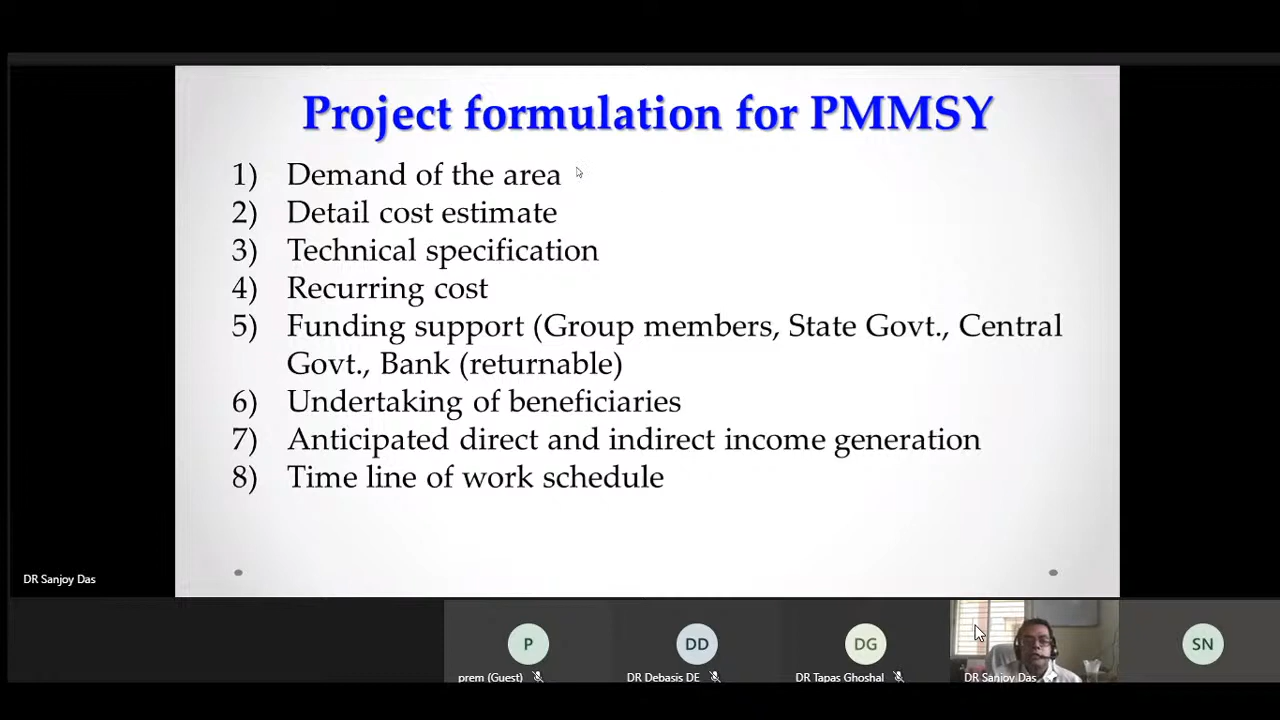 Project formulation for PMMSY
1) Demand of the area
2) Detail cost estimate
3) Technical specification
4) Recurring cost
5) Funding support (Group members, State Govt., Central
Govt., Bank (returnable)
6) Undertaking of beneficiaries
7) Anticipated direct and indirect income generation
8) Time line of work schedule
DR Sanjoy Das
P
DD
DG
SN
prem (Guest)
DR Debasis DE
DR Tapas Ghoshal
DR Sanjoy Das